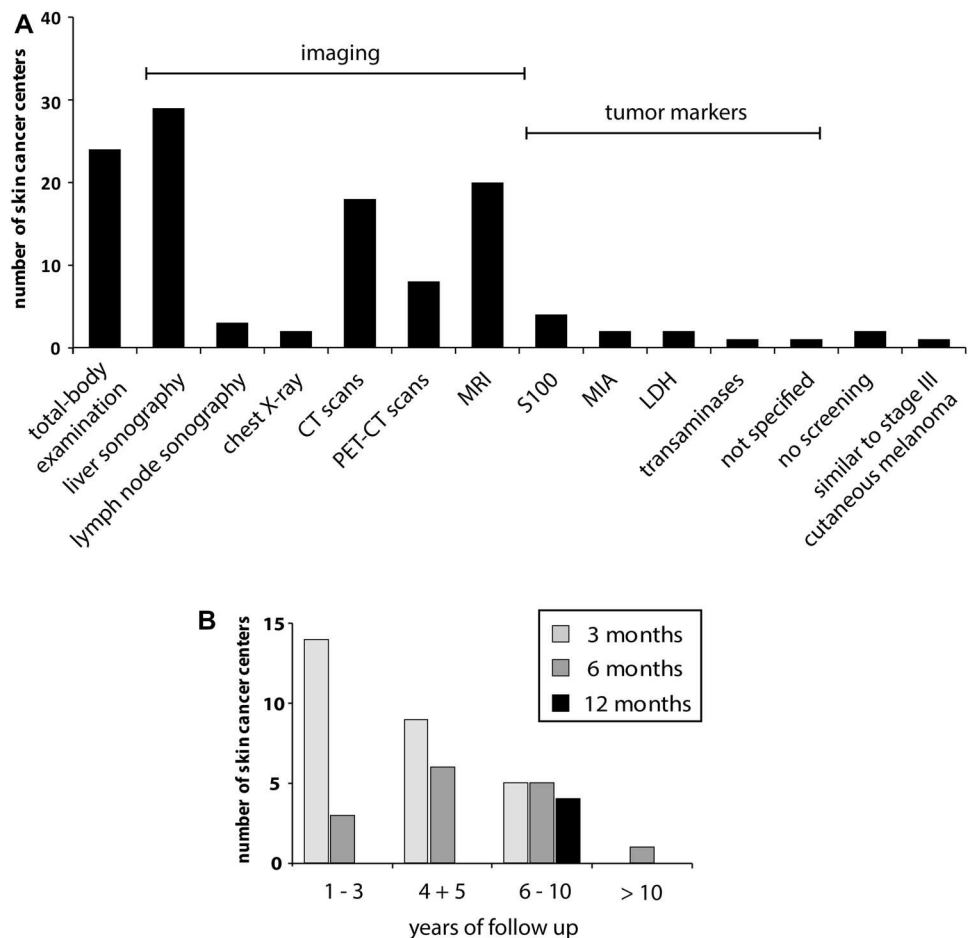 A
number of skin cancer centers
40
30
20
10
0
imaging
tumor markers
total-body
examination
liver sonography
lymph node sonography
chest X-ray
CT scans
PET-CT scans
MRI
S100
MIA
LDH
transaminases
not specified
no screening
similar to stage III
cutaneous melanoma
B
number of skin cancer centers
15
10
5
0
3 months
6 months
12 months
1 - 3
4 + 5
6 - 10
> 10
years of follow up